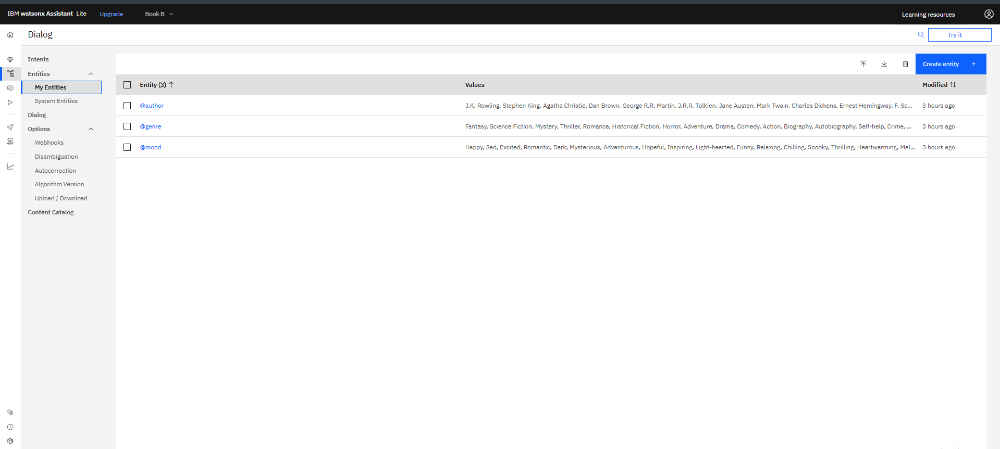 IBM watsonx Assistant Lite Upgrade Book B Learning resources
Dialog Try it
Intents
Entities
My Entities
System Entities
Dialog
Options
Webhooks
Disambiguation
Autocorrection
Algorithm Version
Upload / Download
Content Catalog
Create entity +
Entity (3) Values Modified
@author J.K. Rowling, Stephen King, Agatha Christie, Dan Brown, George R.R. Martin, J.R.R. Tolkien, Jane Austen, Mark Twain, Charles Dickens, Ernest Hemingway, F. Sc... 3 hours ago
@genre Fantasy, Science Fiction, Mystery, Thriller, Romance, Historical Fiction, Horror, Adventure, Drama, Comedy, Action, Biography, Autobiography, Self-help, Crime, ... 3 hours ago
@mood Happy, Sad, Excited, Romantic, Dark, Mysterious, Adventurous, Hopeful, Inspiring, Light-hearted, Funny, Relaxing, Chilling, Spooky, Thrilling, Heartwarming, Mel... 3 hours ago